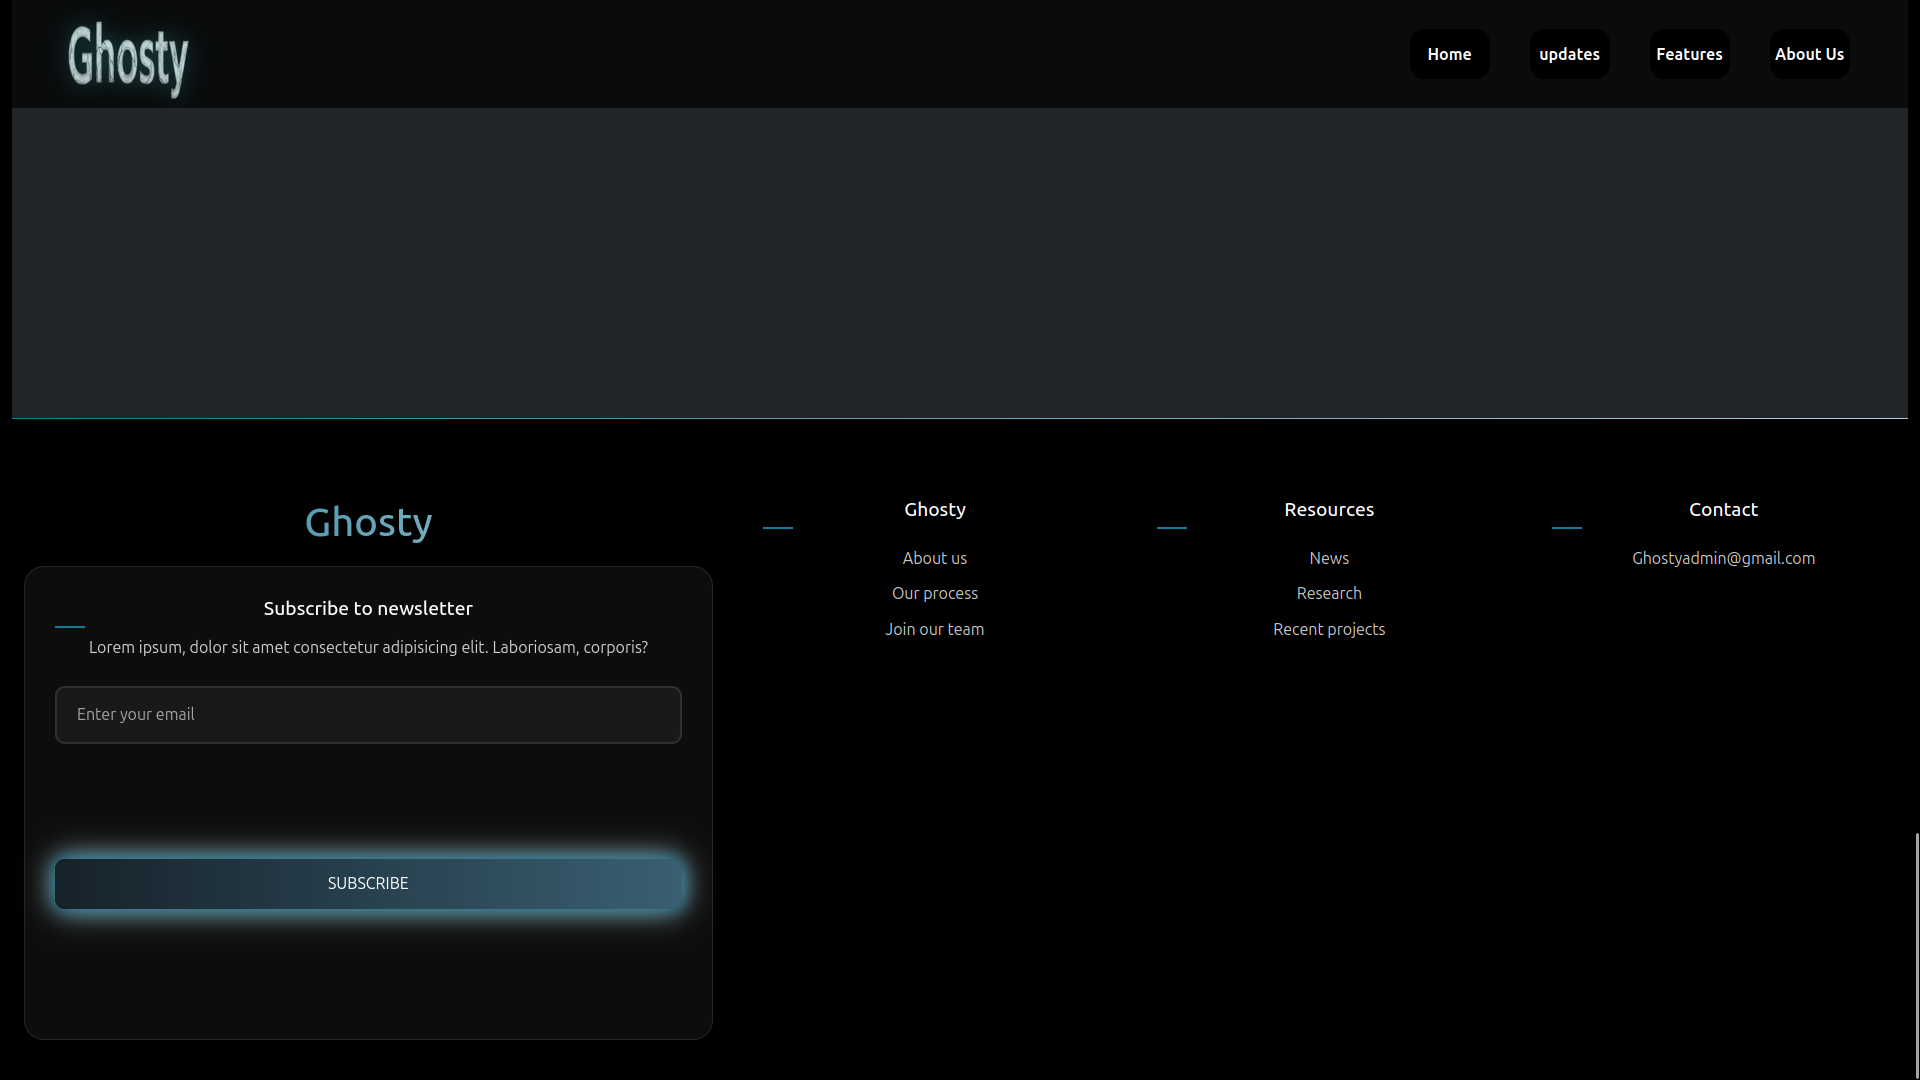 Ghosty
Home
updates
Features
About Us
Ghosty
Subscribe to newsletter
Lorem ipsum, dolor sit amet consectetur adipisicing elit. Laboriosam, corporis?
Enter your email
SUBSCRIBE
Ghosty
About us
Our process
Join our team
Resources
News
Research
Recent projects
Contact
Ghostyadmin@gmail.com